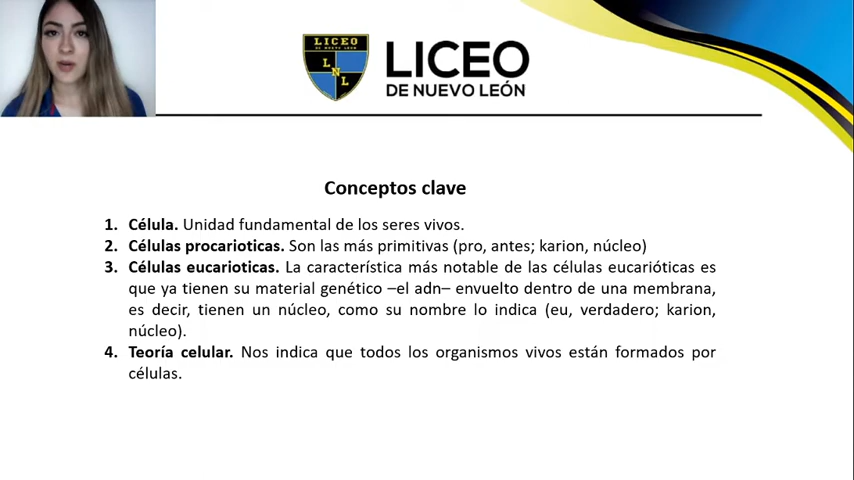 LICEO
DE NUEVO LEÓN
L
N
L
LICEO
DE NUEVO LEÓN
Conceptos clave
1. Célula. Unidad fundamental de los seres vivos.
2. Células procarioticas. Son las más primitivas (pro, antes; karion, núcleo)
3. Células eucarioticas. La característica más notable de las células eucarióticas es
que ya tienen su material genético –el adn– envuelto dentro de una membrana,
es decir, tienen un núcleo, como su nombre lo indica (eu, verdadero; karion,
núcleo).
4. Teoría celular. Nos indica que todos los organismos vivos están formados por
células.